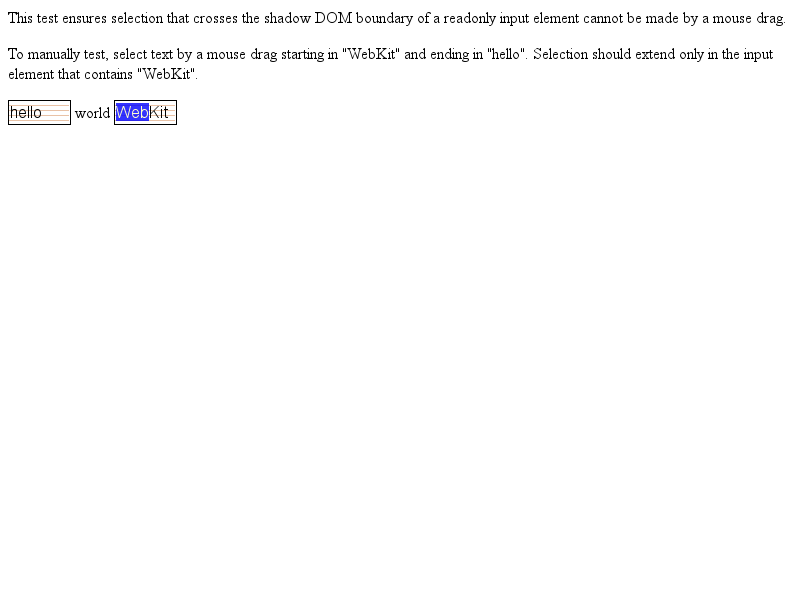 This test ensures selection that crosses the shadow DOM boundary of a readonly input element cannot be made by a mouse drag.
To manually test, select text by a mouse drag starting in "WebKit" and ending in "hello". Selection should extend only in the input
element that contains "WebKit".
hello world WebKit